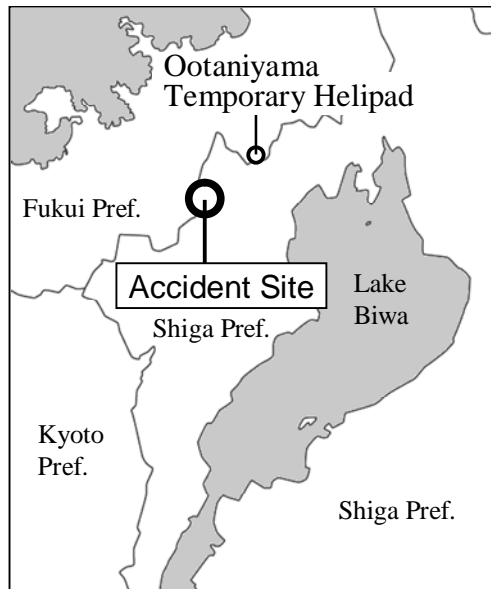 Ootaniyama
Temporary Helipad
Fukui Pref.
Accident Site
Lake
Biwa
Shiga Pref.
Kyoto
Pref.
Shiga Pref.